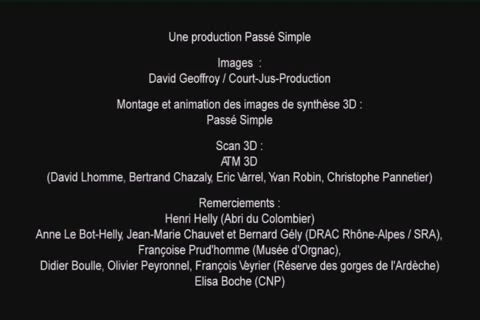 Une production Passé Simple
Images :
David Geoffroy / Court-Jus-Production
Montage et animation des images de synthèse 3D :
Passé Simple
Scan 3D :
ATM 3D
(David Lhomme, Bertrand Chazaly, Eric Varrel, Yvan Robin, Christophe Pannetier)
Remerciements :
Henri Helly (Abri du Colombier)
Anne Le Bot-Helly, Jean-Marie Chauvet et Bernard Gély (DRAC Rhône-Alpes / SRA),
Françoise Prud'homme (Musée d'Orgnac),
Didier Boulle, Olivier Peyronnel, François Veyrier (Réserve des gorges de l'Ardèche)
Elisa Boche (CNP)